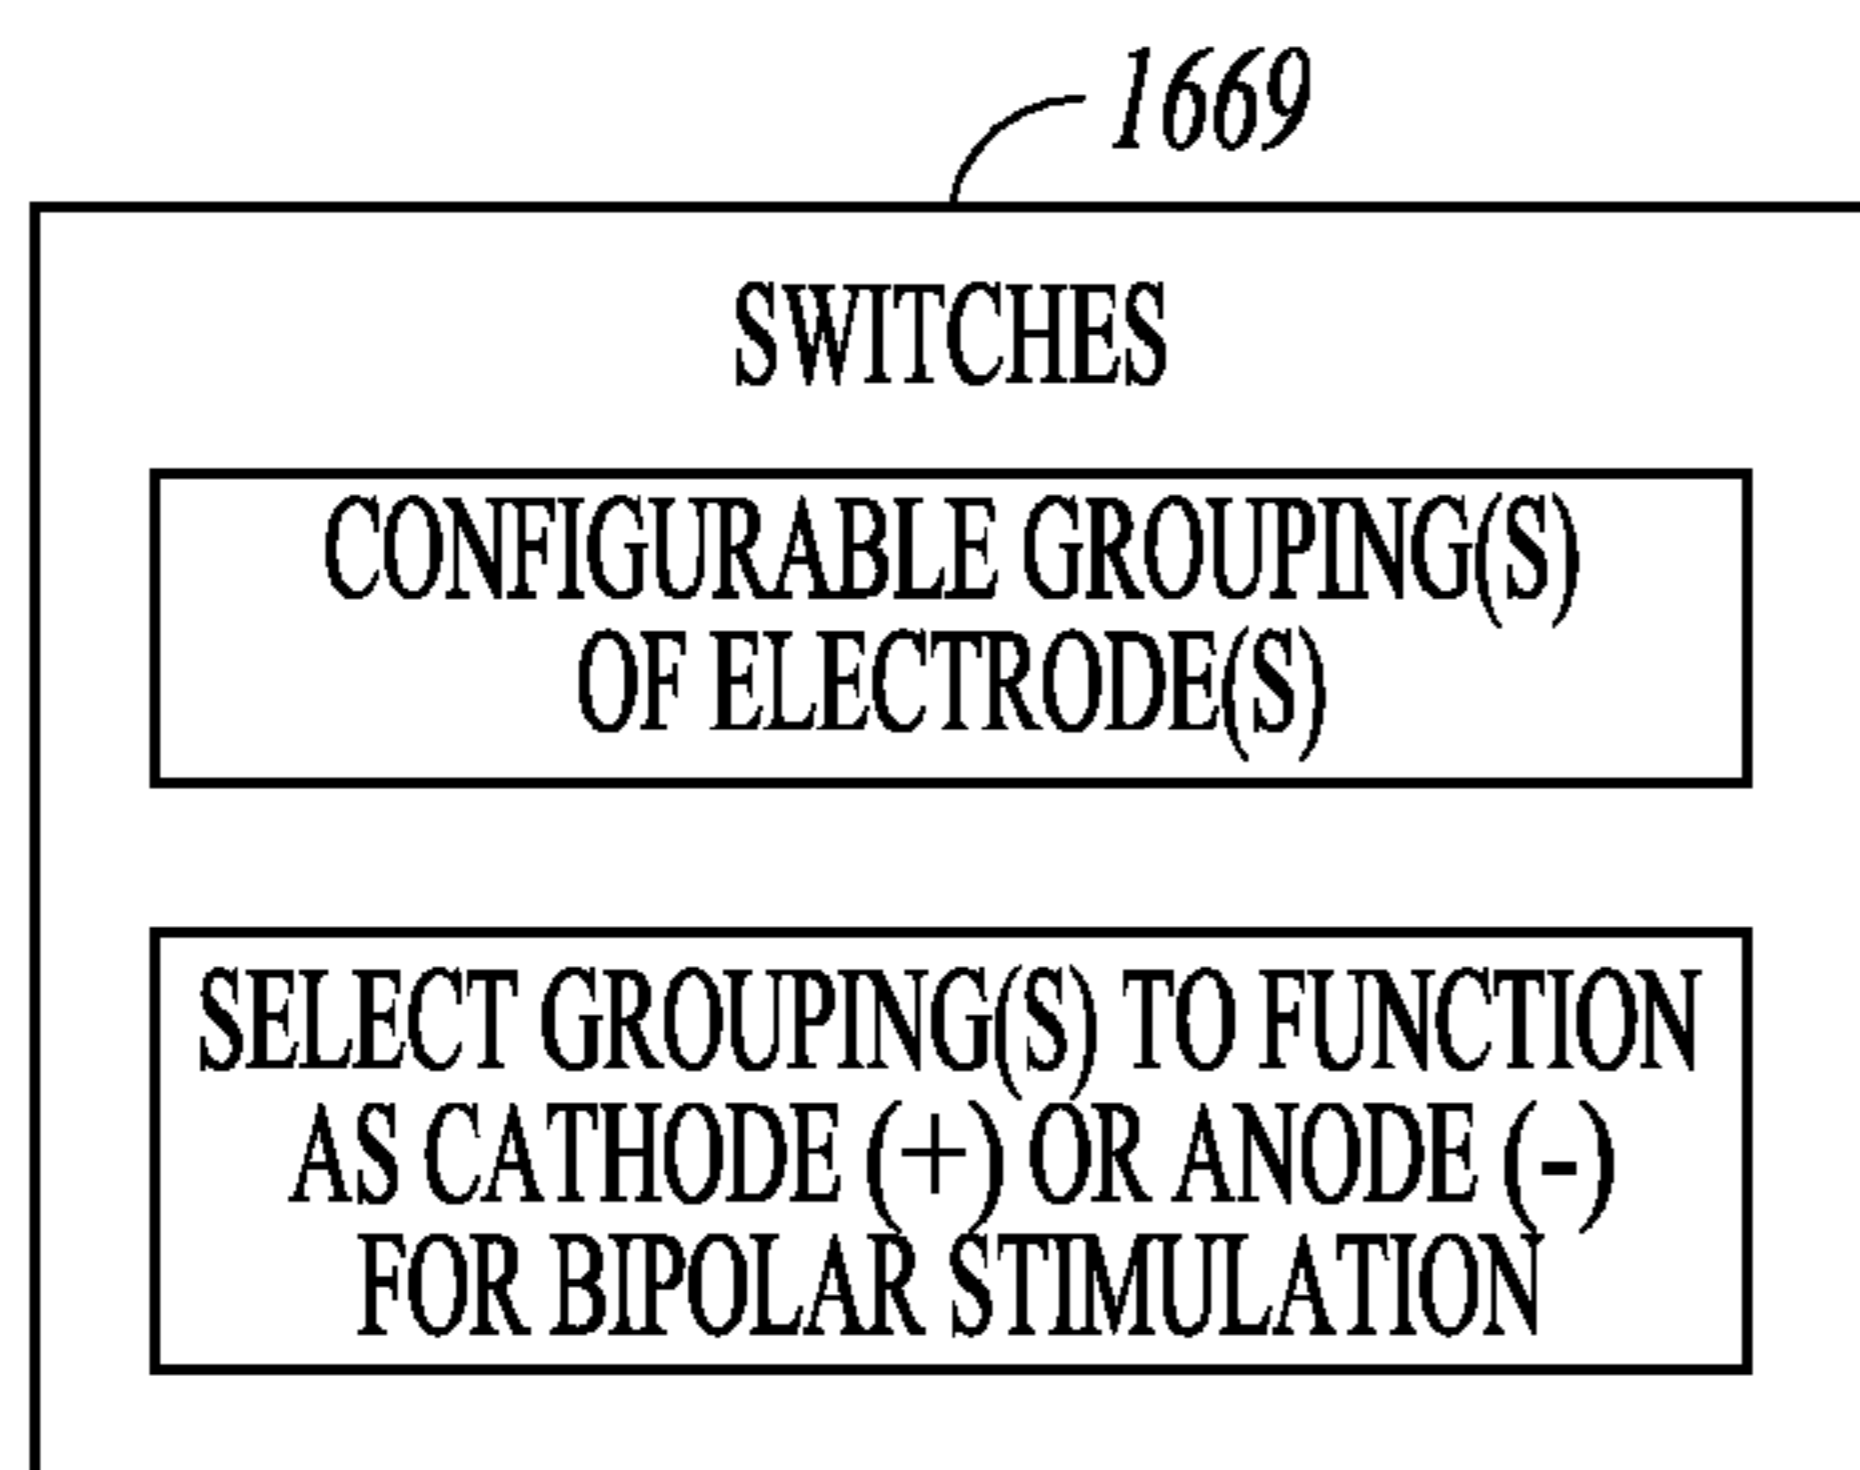 1669
SWITCHES
CONFIGURABLE GROUPING(S)
OF ELECTRODE(S)
SELECT GROUPING(S) TO FUNCTION
AS CATHODE (+) OR ANODE (-)
FOR BIPOLAR STIMULATION